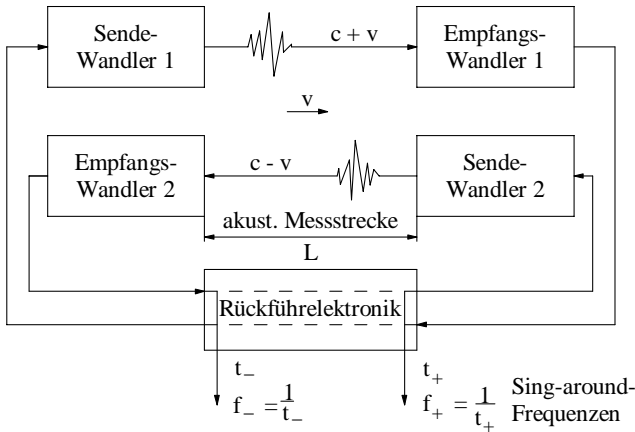 Sende-
Wandler 1
c + v
Empfangs-
Wandler 1
v
Empfangs-
Wandler 2
c - v
Sende-
Wandler 2
akust. Messstrecke
L
Rückführelektronik
t−
f− = 1/t−
t+
f+ = 1/t+
Sing-around-
Frequenzen